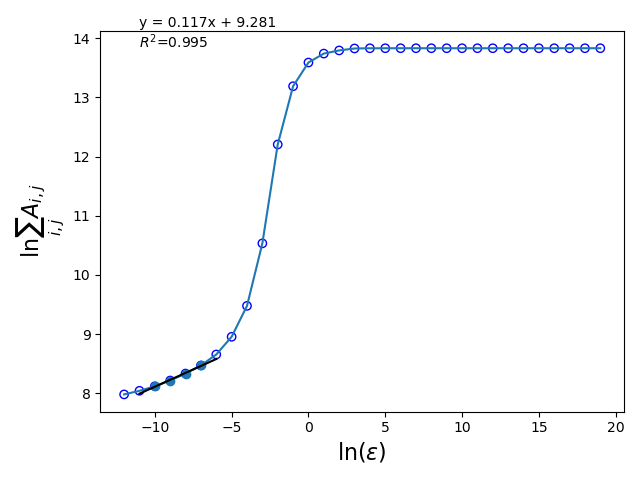 y = 0.117x + 9.281
R²=0.995
14
13
12
11
10
9
8
ln∑A_{i,j}
i,j
−10
−5
0
5
10
15
20
ln(ε)